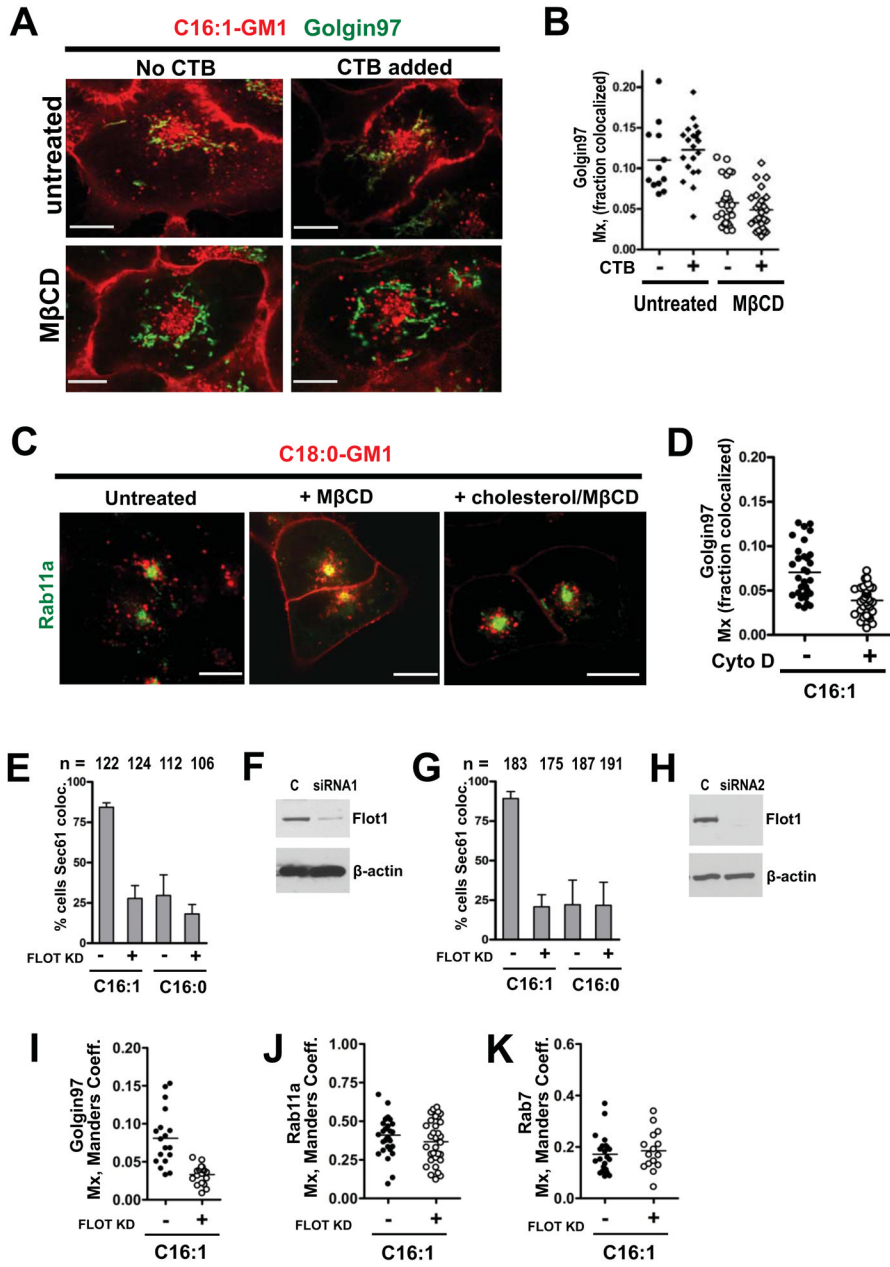 A
C16:1-GM1 Golgin97
No CTB CTB added
untreated
MβCD
B
Golgin97
Mx, (fraction colocalized)
0.20
0.15
0.10
0.05
0.00
CTB - + - +
Untreated MβCD
C
C18:0-GM1
Untreated + MβCD + cholesterol/MβCD
Rab11a
D
Golgin97
Mx (fraction colocalized)
0.20
0.15
0.10
0.05
0.00
Cyto D - +
C16:1
E
n = 122 124 112 106
% cells Sec61 coloc.
100
75
50
25
0
FLOT KD - + - +
C16:1 C16:0
F
C siRNA1
Flot1
β-actin
G
n = 183 175 187 191
% cells Sec61 coloc.
100
75
50
25
0
FLOT KD - + - +
C16:1 C16:0
H
C siRNA2
Flot1
β-actin
I
Golgin97
Mx, Manders Coeff.
0.20
0.15
0.10
0.05
0.00
FLOT KD - +
C16:1
J
Rab11a
Mx, Manders Coeff.
1.00
0.75
0.50
0.25
0.00
FLOT KD - +
C16:1
K
Rab7
Mx, Manders Coeff.
0.6
0.4
0.2
0.0
FLOT KD - +
C16:1